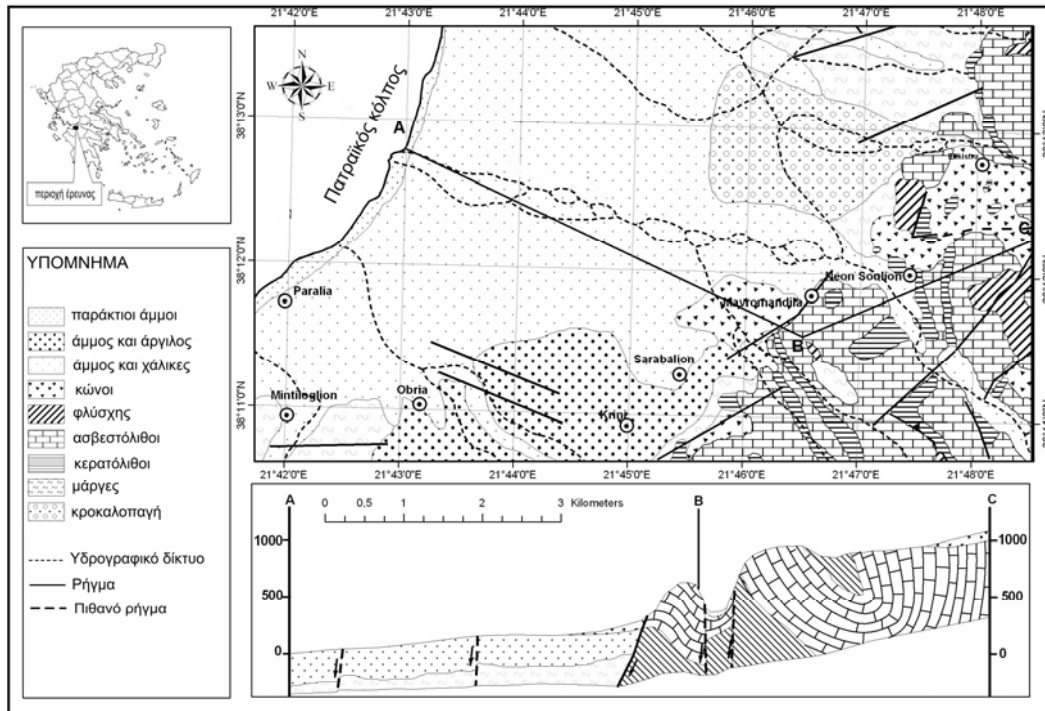 21°42'0"E 21°43'0"E 21°44'0"E 21°45'0"E 21°46'0"E 21°47'0"E 21°48'0"E
N
W E
S
38°13'0"N
A
Πατραϊκός κόλπος
περιοχή έρευνας
C
38°12'0"N
Neon Soulion
Paralia
Mavromandila
B
Sarabalion
Mintiloglion
Obria
38°11'0"N
Krini
21°42'0"E 21°43'0"E 21°44'0"E 21°45'0"E 21°46'0"E 21°47'0"E 21°48'0"E
ΥΠΟΜΝΗΜΑ
παράκτιοι άμμοι
άμμος και άργιλος
άμμος και χάλικες
κώνοι
φλύσχης
ασβεστόλιθοι
κερατόλιθοι
μάργες
κροκαλοπαγή
Υδρογραφικό δίκτυο
Ρήγμα
Πιθανό ρήγμα
A B C
0 0,5 1 2 3 Kilometers
1000 1000
500 500
0 0